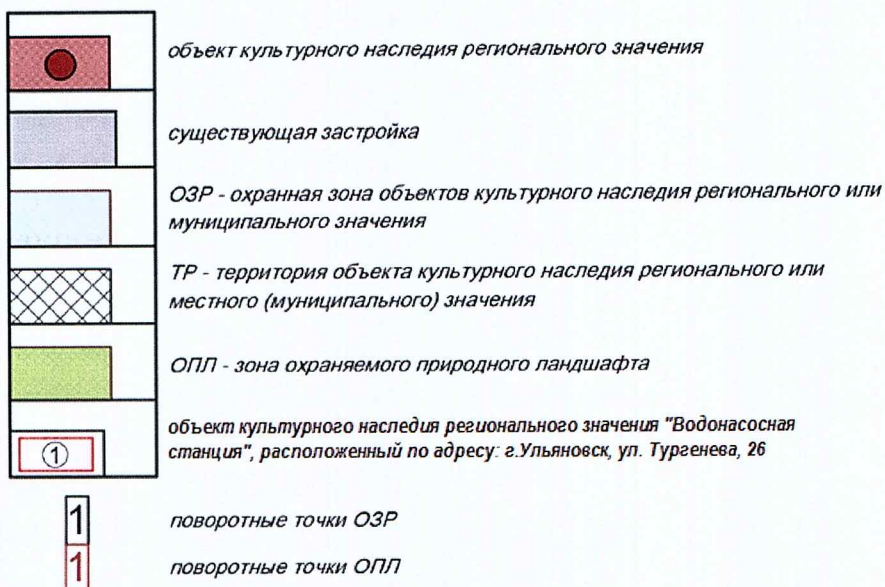 объект культурного наследия регионального значения
существующая застройка
ОЗР - охранная зона объектов культурного наследия регионального или
муниципального значения
ТР - территория объекта культурного наследия регионального или
местного (муниципального) значения
ОПЛ - зона охраняемого природного ландшафта
объект культурного наследия регионального значения "Водонасосная
станция", расположенный по адресу: г.Ульяновск, ул. Тургенева, 26
1
1 поворотные точки ОЗР
1 поворотные точки ОПЛ